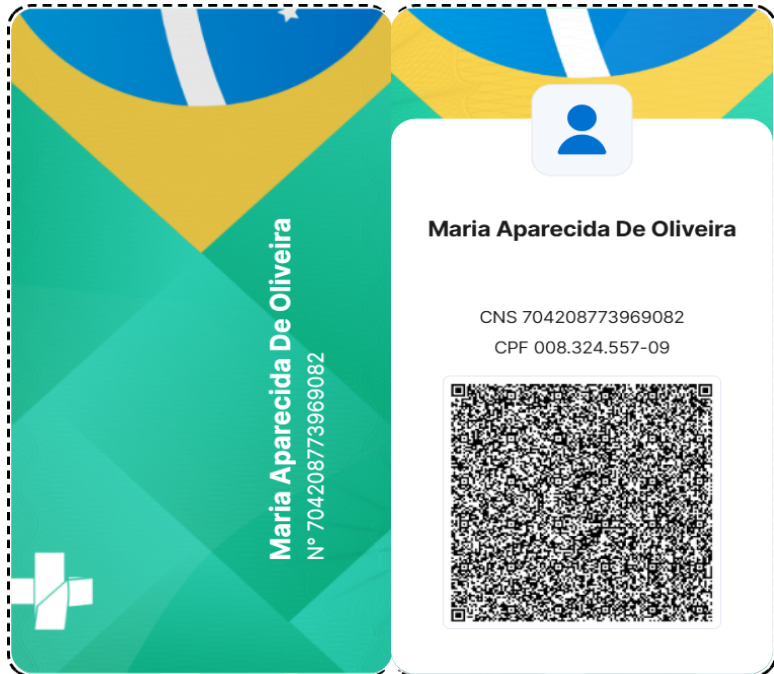 Maria Aparecida De Oliveira
N° 704208773969082
Maria Aparecida De Oliveira
CNS 704208773969082
CPF 008.324.557-09